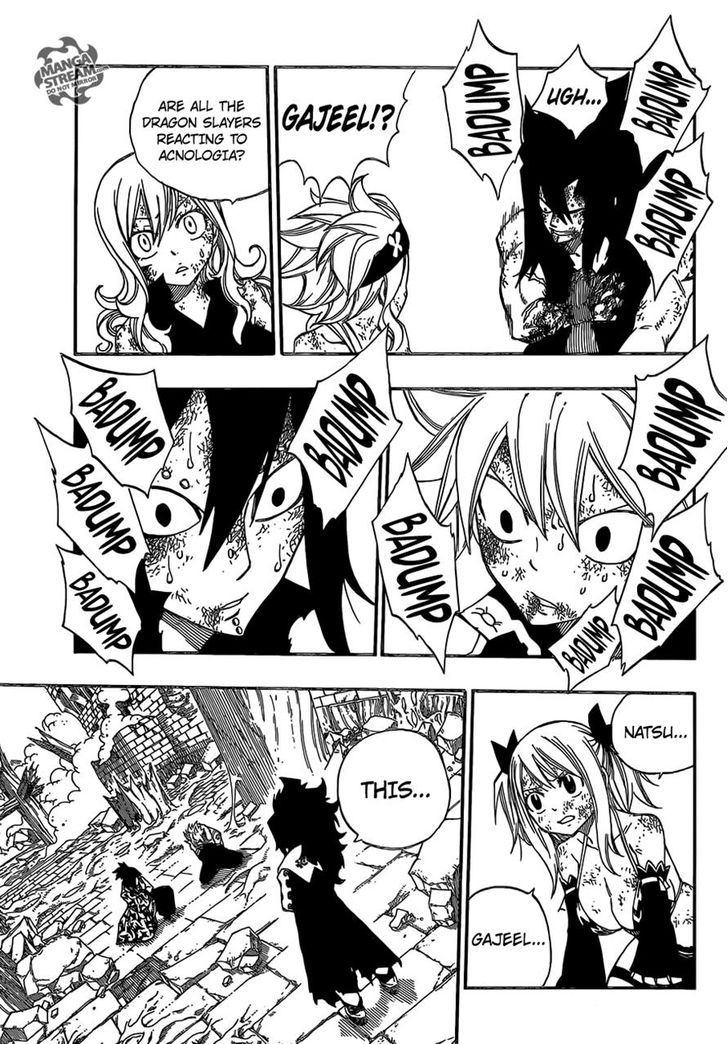 MANGA
STREAM.com
DO NOT MIRROR
BADUMP
UGH...
BADUMP
BADUMP
GAJEEL!?
ARE ALL THE
DRAGON SLAYERS
REACTING TO
ACNOLOGIA?
BADUMP
BADUMP
BADUMP
BADUMP
BADUMP
BADUMP
BADUMP
BADUMP
NATSU...
GAJEEL...
THIS...